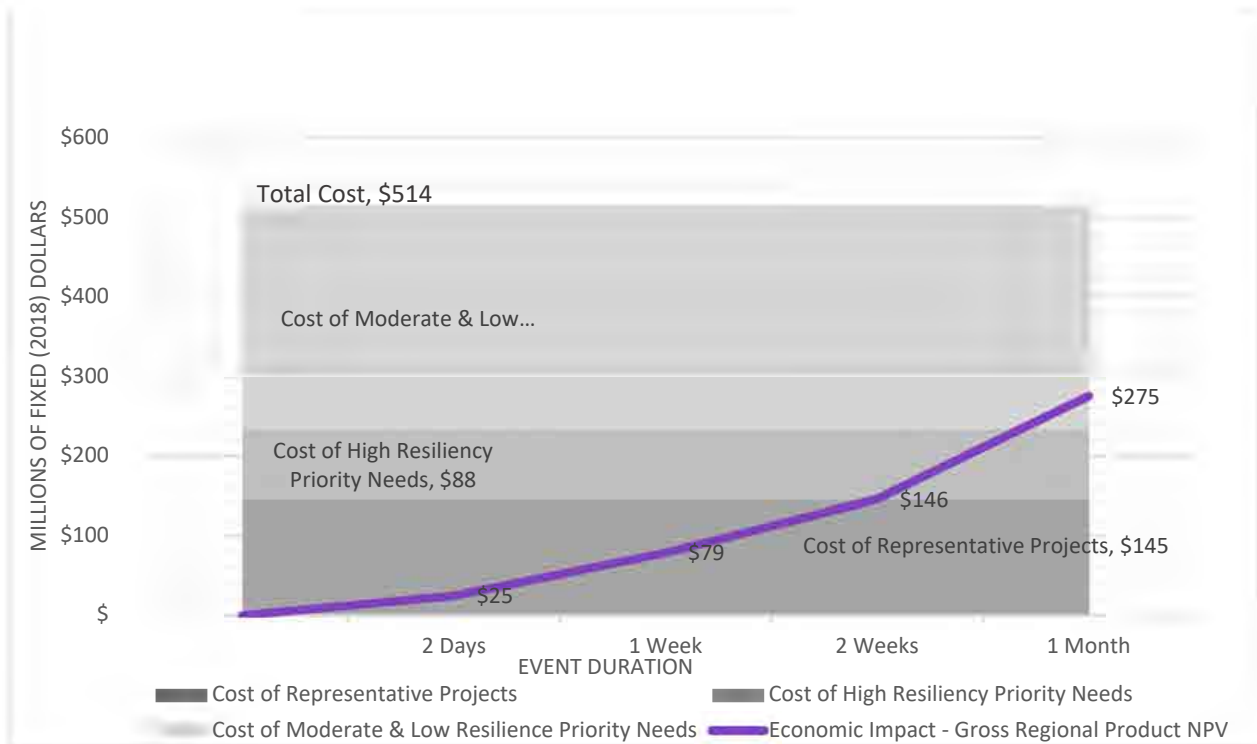 $600
Total Cost, $514
$500
$400
Cost of Moderate & Low…
$300
$275
Cost of High Resiliency
Priority Needs, $88
$200
$146
Cost of Representative Projects, $145
$100
$79
$25
$
MILLIONS OF FIXED (2018) DOLLARS
2 Days 1 Week 2 Weeks 1 Month
EVENT DURATION
Cost of Representative Projects Cost of High Resiliency Priority Needs
Cost of Moderate & Low Resilience Priority Needs Economic Impact - Gross Regional Product NPV